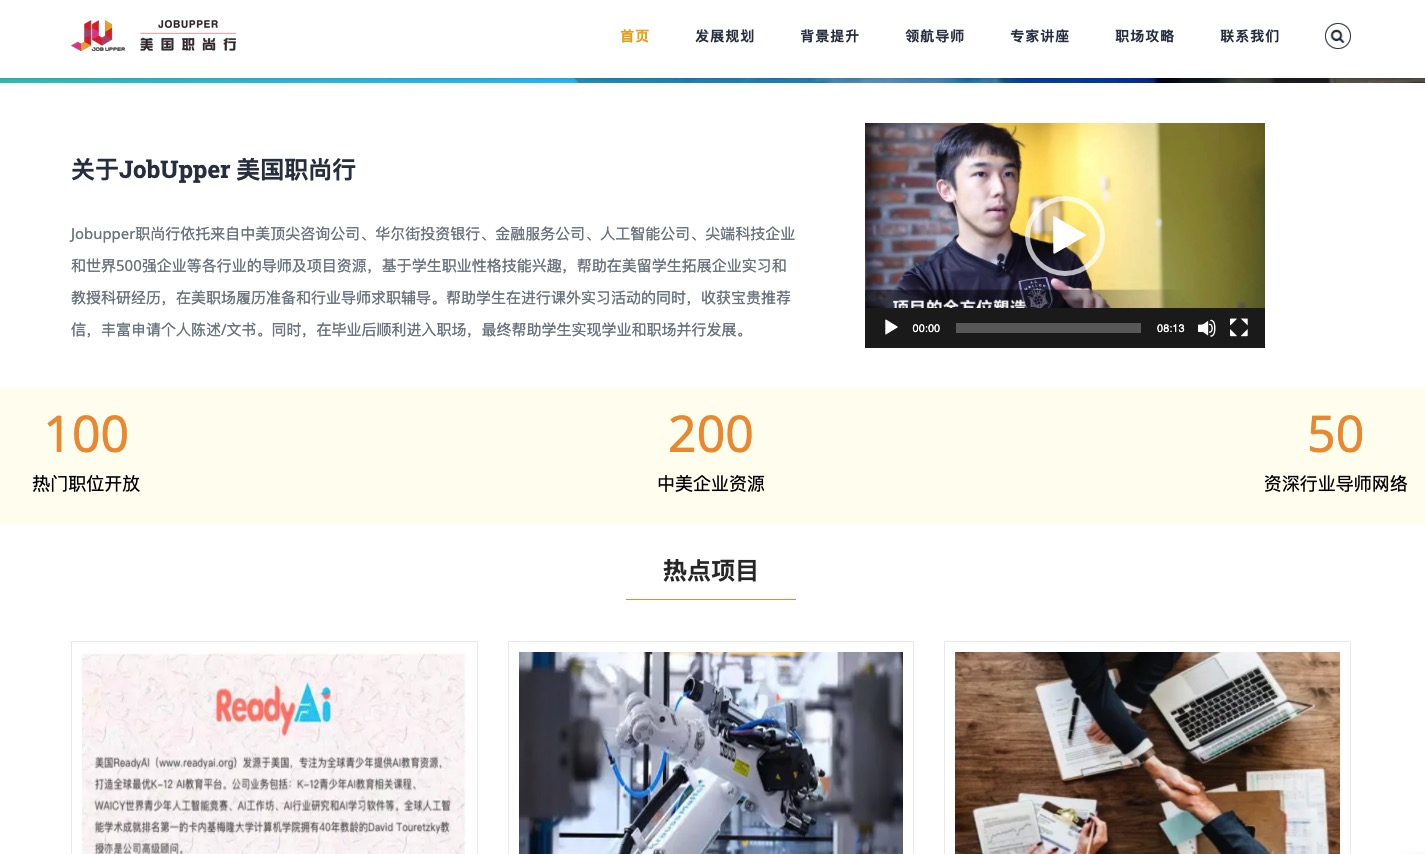 JOB UPPER
JOBUPPER
美国职尚行
首页 发展规划 背景提升 领航导师 专家讲座 职场攻略 联系我们
关于JobUpper 美国职尚行
Jobupper职尚行依托来自中美顶尖咨询公司、华尔街投资银行、金融服务公司、人工智能公司、尖端科技企业
和世界500强企业等各行业的导师及项目资源，基于学生职业性格技能兴趣，帮助在美留学生拓展企业实习和
教授科研经历，在美职场履历准备和行业导师求职辅导。帮助学生在进行课外实习活动的同时，收获宝贵推荐
信，丰富申请个人陈述/文书。同时，在毕业后顺利进入职场，最终帮助学生实现学业和职场并行发展。
项目的全方位塑造
00:00 08:13
100 200 50
热门职位开放 中美企业资源 资深行业导师网络
热点项目
ReadyAi
美国ReadyAI（www.readyai.org）发源于美国，专注为全球青少年提供AI教育资源，
打造全球最优K-12 AI教育平台。公司业务包括：K-12青少年AI教育相关课程、
WAICY世界青少年人工智能竞赛、AI工作坊、AI行业研究和AI学习软件等。全球人工智
能学术成就排名第一的卡内基梅隆大学计算机学院拥有40年教龄的David Touretzky教
授亦是公司高级顾问。